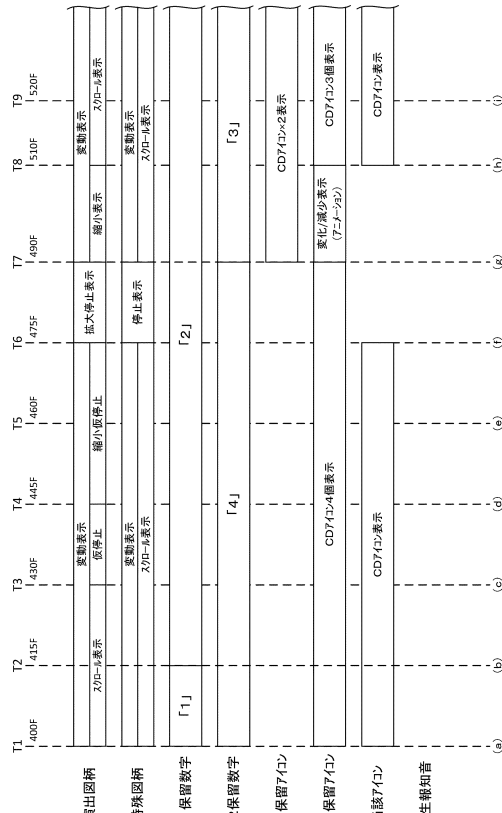 T1 T2 T3 T4 T5 T6 T7 T8 T9
400F 415F 430F 445F 460F 475F 490F 510F 520F
出図柄
変動表示 拡大停止表示 変動表示
スクロール表示 仮停止 縮小仮停止 縮小表示 スクロール表示
特殊図柄
変動表示 停止表示 変動表示
スクロール表示 スクロール表示
保留数字
「1」 「2」
保留数字
「4」 「3」
保留アイコン
CDアイコン×2表示
保留アイコン
CDアイコン4個表示 変化/減少表示 CDアイコン3個表示
(アニメーション)
該アイコン
CDアイコン表示 CDアイコン表示
生報知音
(a) (b) (c) (d) (e) (f) (g) (h) (i)